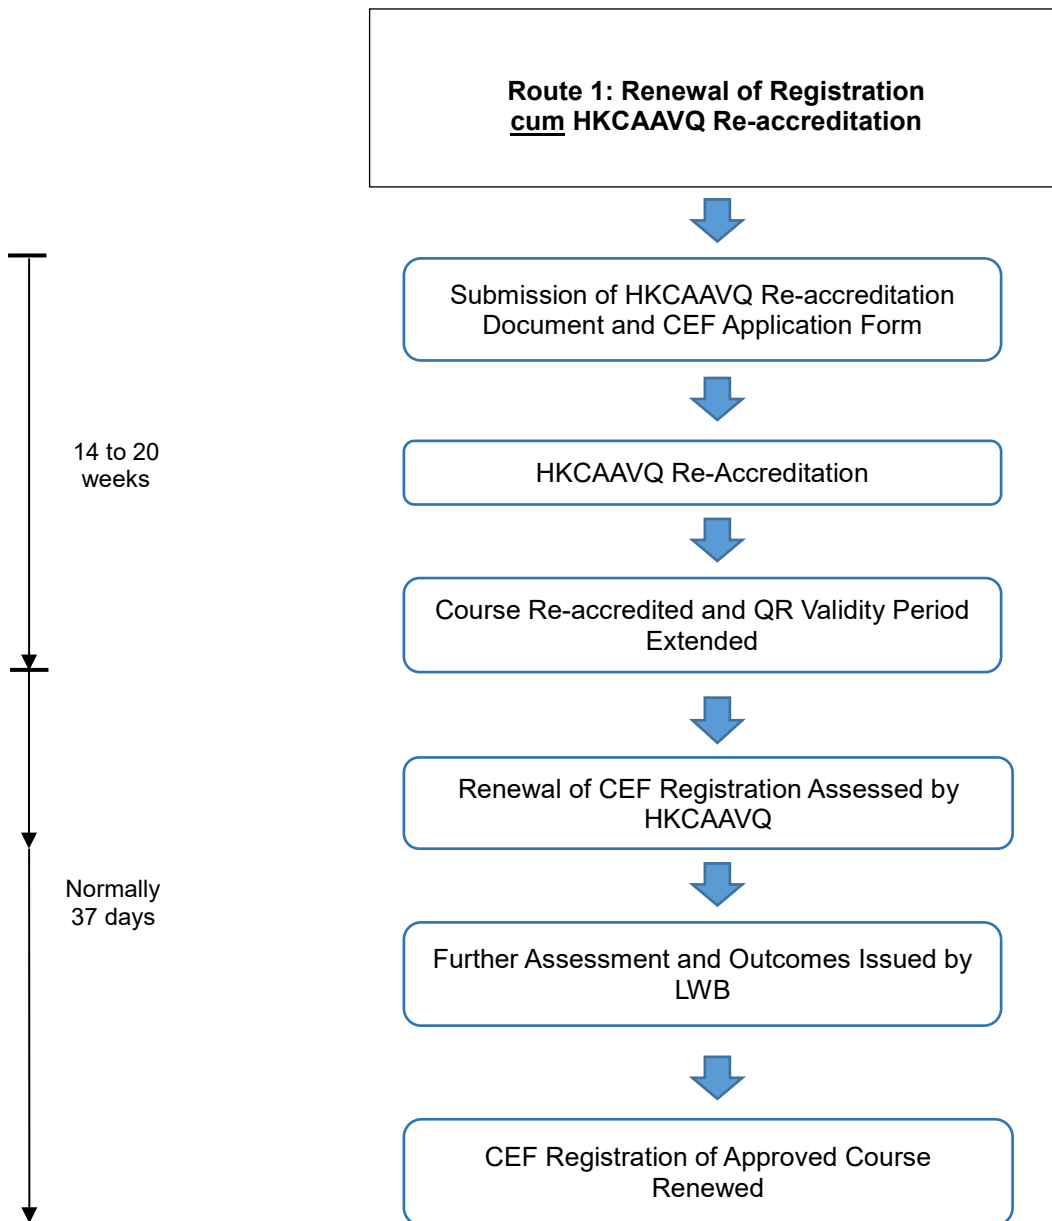 Route 1: Renewal of Registration
cum HKCAAVQ Re-accreditation
Submission of HKCAAVQ Re-accreditation
Document and CEF Application Form
14 to 20
weeks
HKCAAVQ Re-Accreditation
Course Re-accredited and QR Validity Period
Extended
Renewal of CEF Registration Assessed by
HKCAAVQ
Normally
37 days
Further Assessment and Outcomes Issued by
LWB
CEF Registration of Approved Course
Renewed